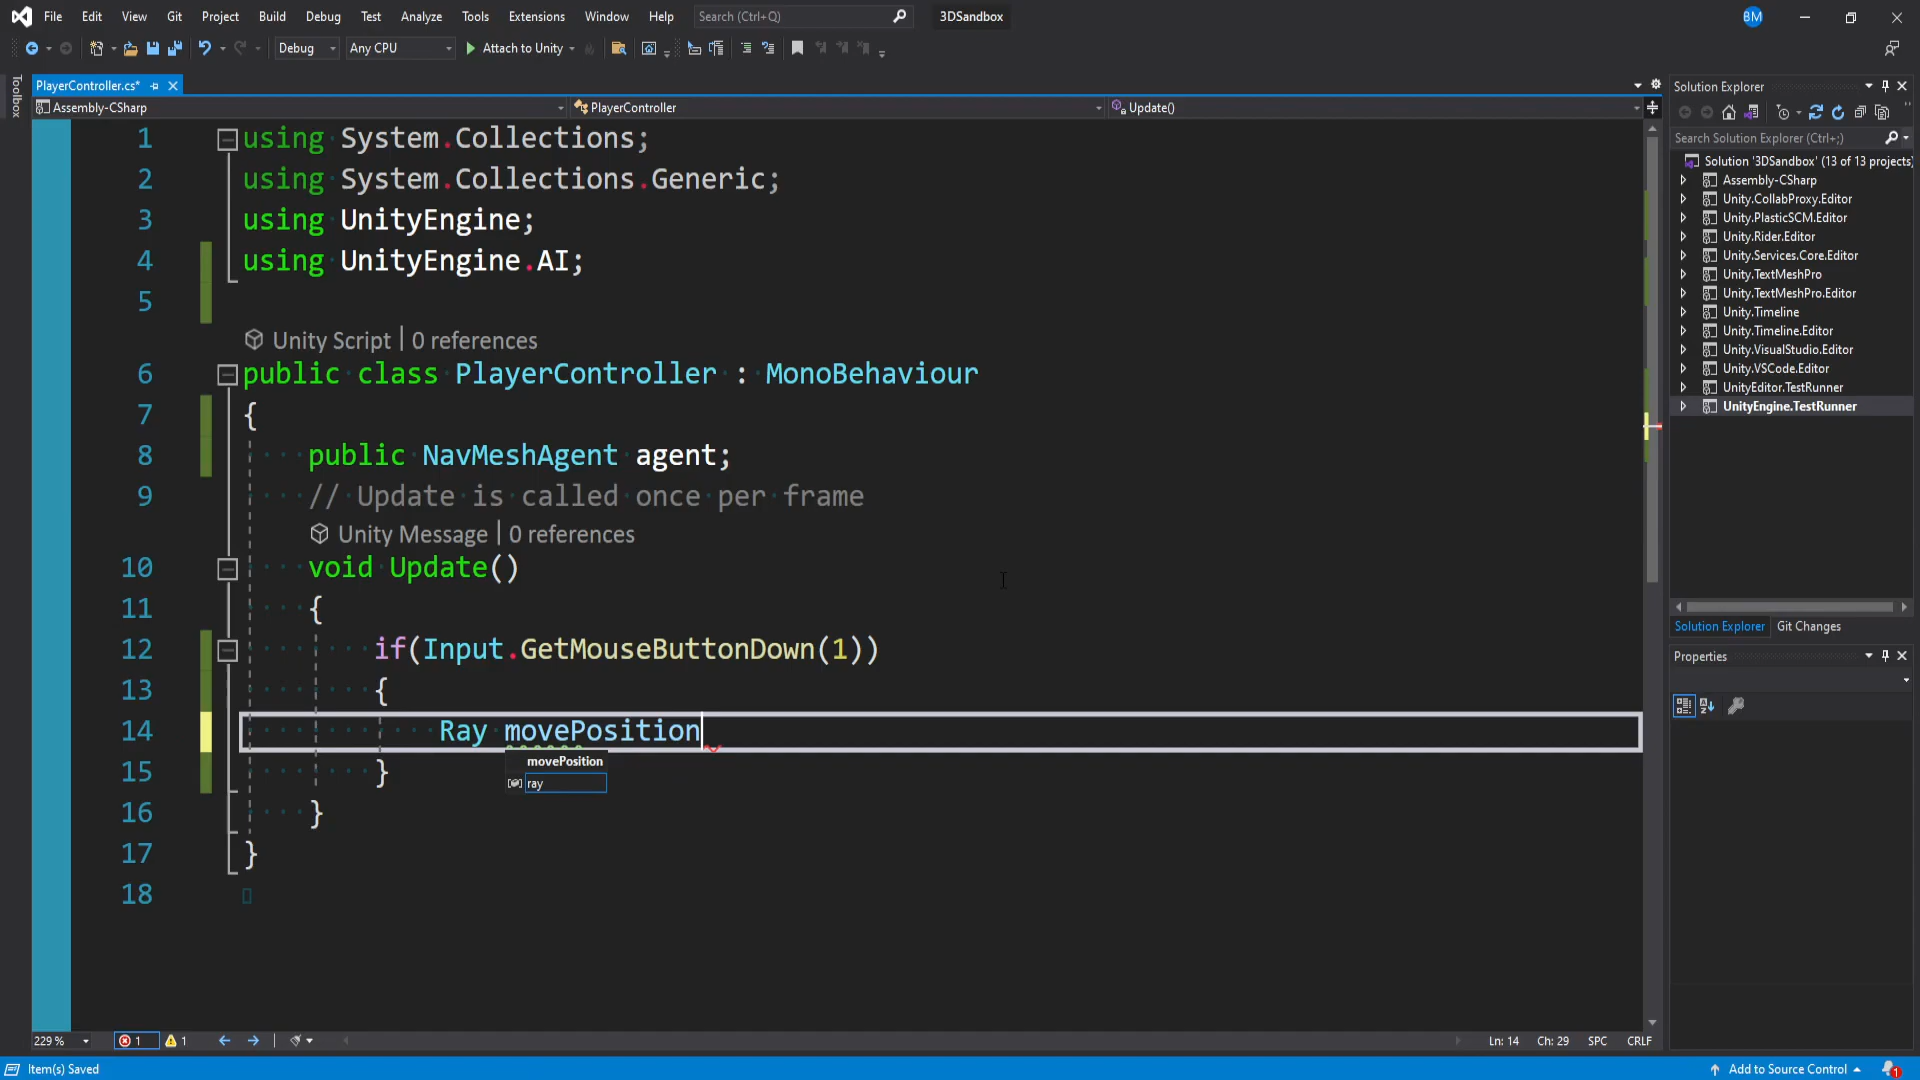 File Edit View Git Project Build Debug Test Analyze Tools Extensions Window Help Search (Ctrl+Q) 3DSandbox BM
Debug Any CPU Attach to Unity
Toolbox
PlayerController.cs*
Assembly-CSharp PlayerController Update()
1 using System.Collections;
2 using System.Collections.Generic;
3 using UnityEngine;
4 using UnityEngine.AI;
5
Unity Script | 0 references
6 public class PlayerController : MonoBehaviour
7 {
8 public NavMeshAgent agent;
9 // Update is called once per frame
Unity Message | 0 references
10 void Update()
11 {
12 if(Input.GetMouseButtonDown(1))
13 {
14 Ray movePosition
movePosition
ray
15 }
16 }
17 }
18
229 % 1 1 Ln: 14 Ch: 29 SPC CRLF
Solution Explorer
Search Solution Explorer (Ctrl+;)
Solution '3DSandbox' (13 of 13 projects)
Assembly-CSharp
Unity.CollabProxy.Editor
Unity.PlasticSCM.Editor
Unity.Rider.Editor
Unity.Services.Core.Editor
Unity.TextMeshPro
Unity.TextMeshPro.Editor
Unity.Timeline
Unity.Timeline.Editor
Unity.VisualStudio.Editor
Unity.VSCode.Editor
UnityEditor.TestRunner
UnityEngine.TestRunner
Solution Explorer Git Changes
Properties
Item(s) Saved Add to Source Control 1